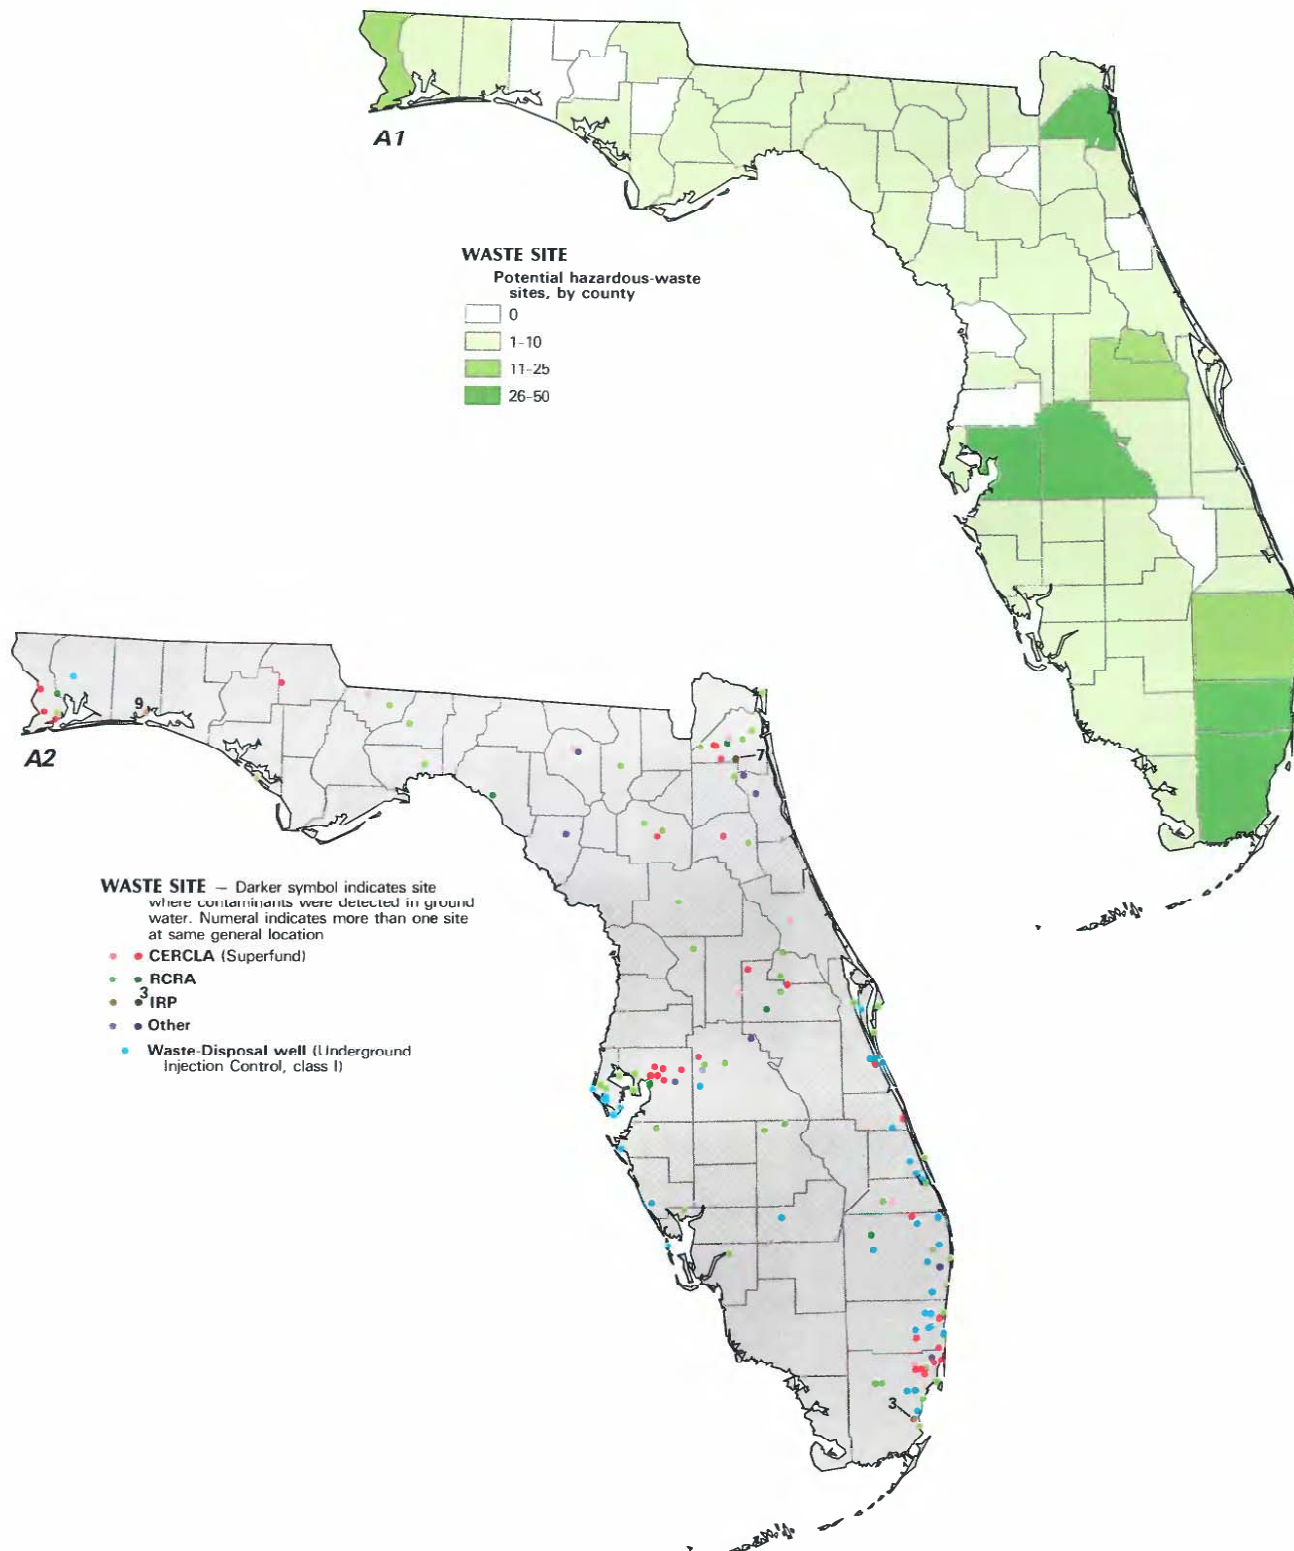 A1
WASTE SITE
Potential hazardous-waste
sites, by county
0
1-10
11-25
26-50
9
A2
7
WASTE SITE – Darker symbol indicates site
where contaminants were detected in ground
water. Numeral indicates more than one site
at same general location
CERCLA (Superfund)
RCRA
3
IRP
Other
Waste-Disposal well (Underground
Injection Control, class I)
3